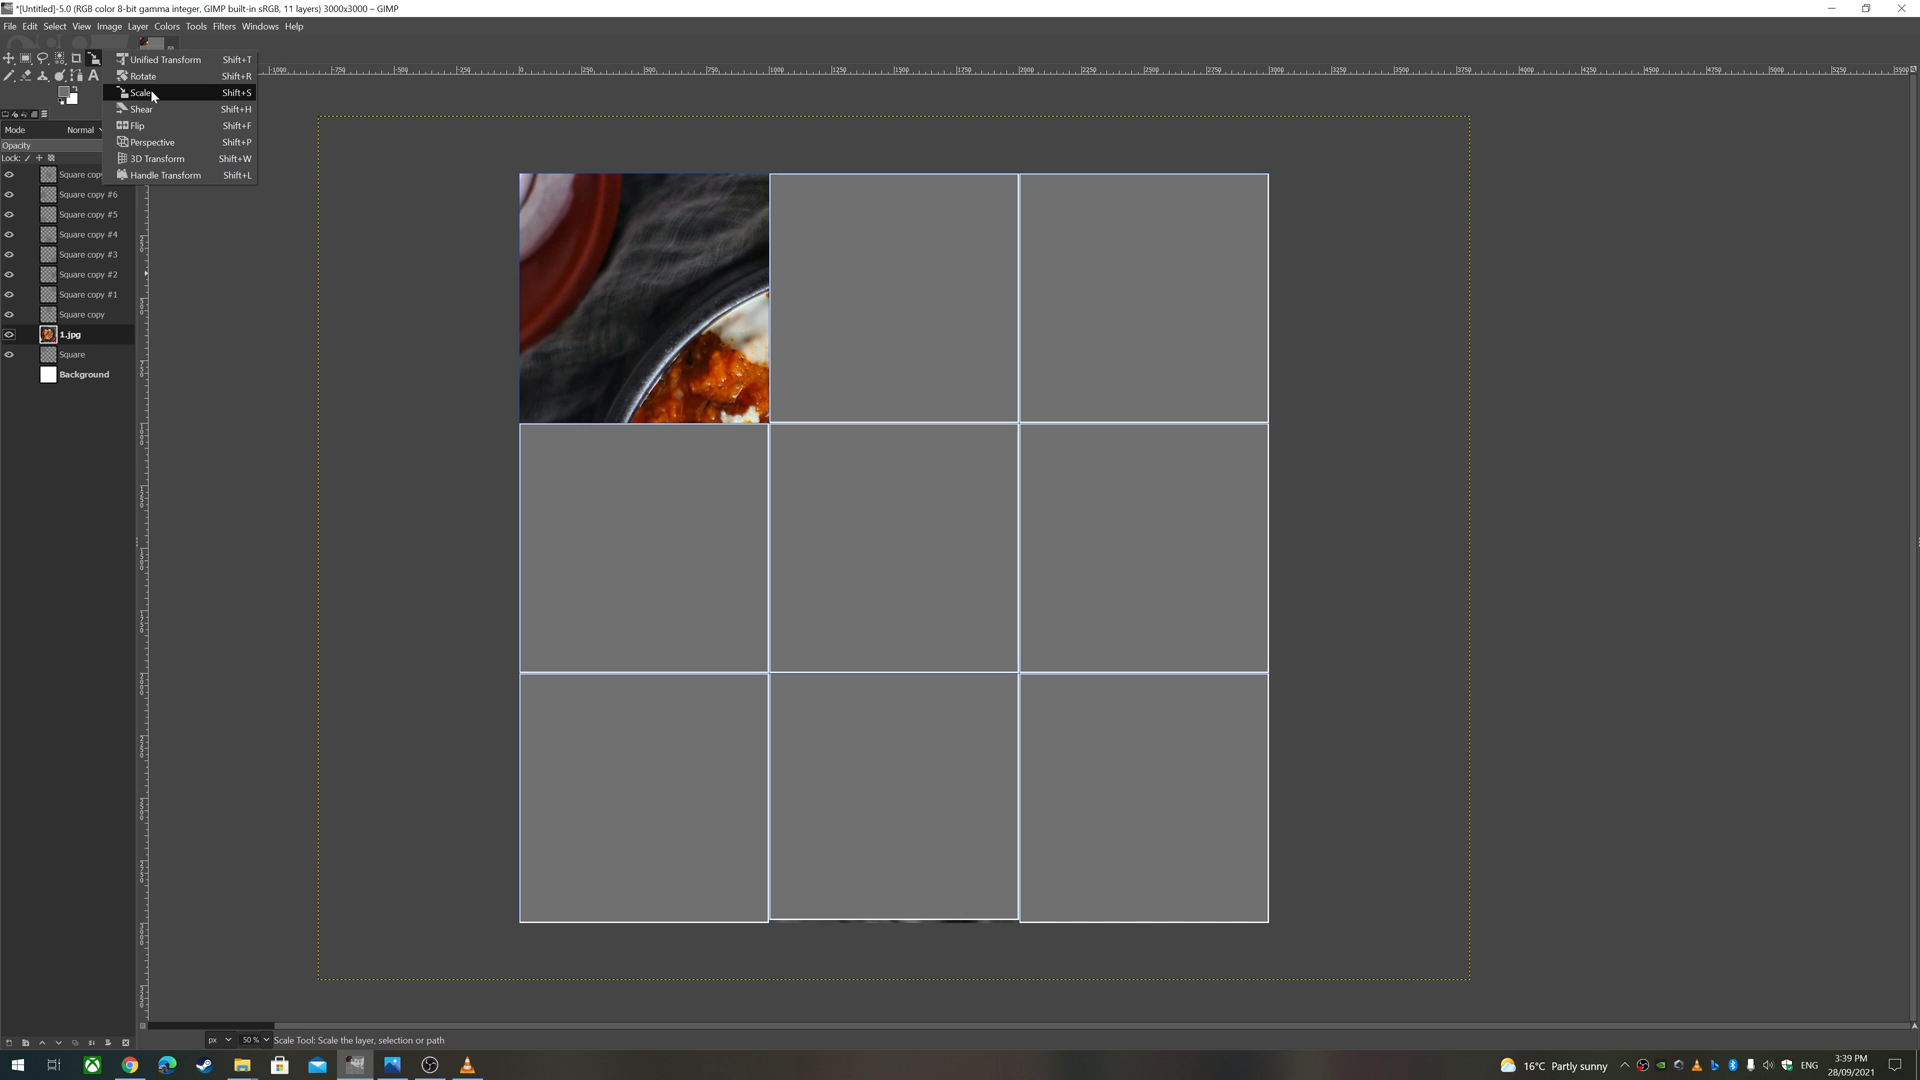 *[Untitled]-5.0 (RGB color 8-bit gamma integer, GIMP built-in sRGB, 11 layers) 3000x3000 – GIMP
File Edit Select View Image Layer Colors Tools Filters Windows Help
Unified Transform Shift+T
Rotate Shift+R
Scale Shift+S
Shear Shift+H
Flip Shift+F
Perspective Shift+P
3D Transform Shift+W
Handle Transform Shift+L
Mode Normal
Opacity
Lock:
Square copy
Square copy #6
Square copy #5
Square copy #4
Square copy #3
Square copy #2
Square copy #1
Square copy
1.jpg
Square
Background
px 50 % Scale Tool: Scale the layer, selection or path
16°C Partly sunny ENG
3:39 PM
28/09/2021